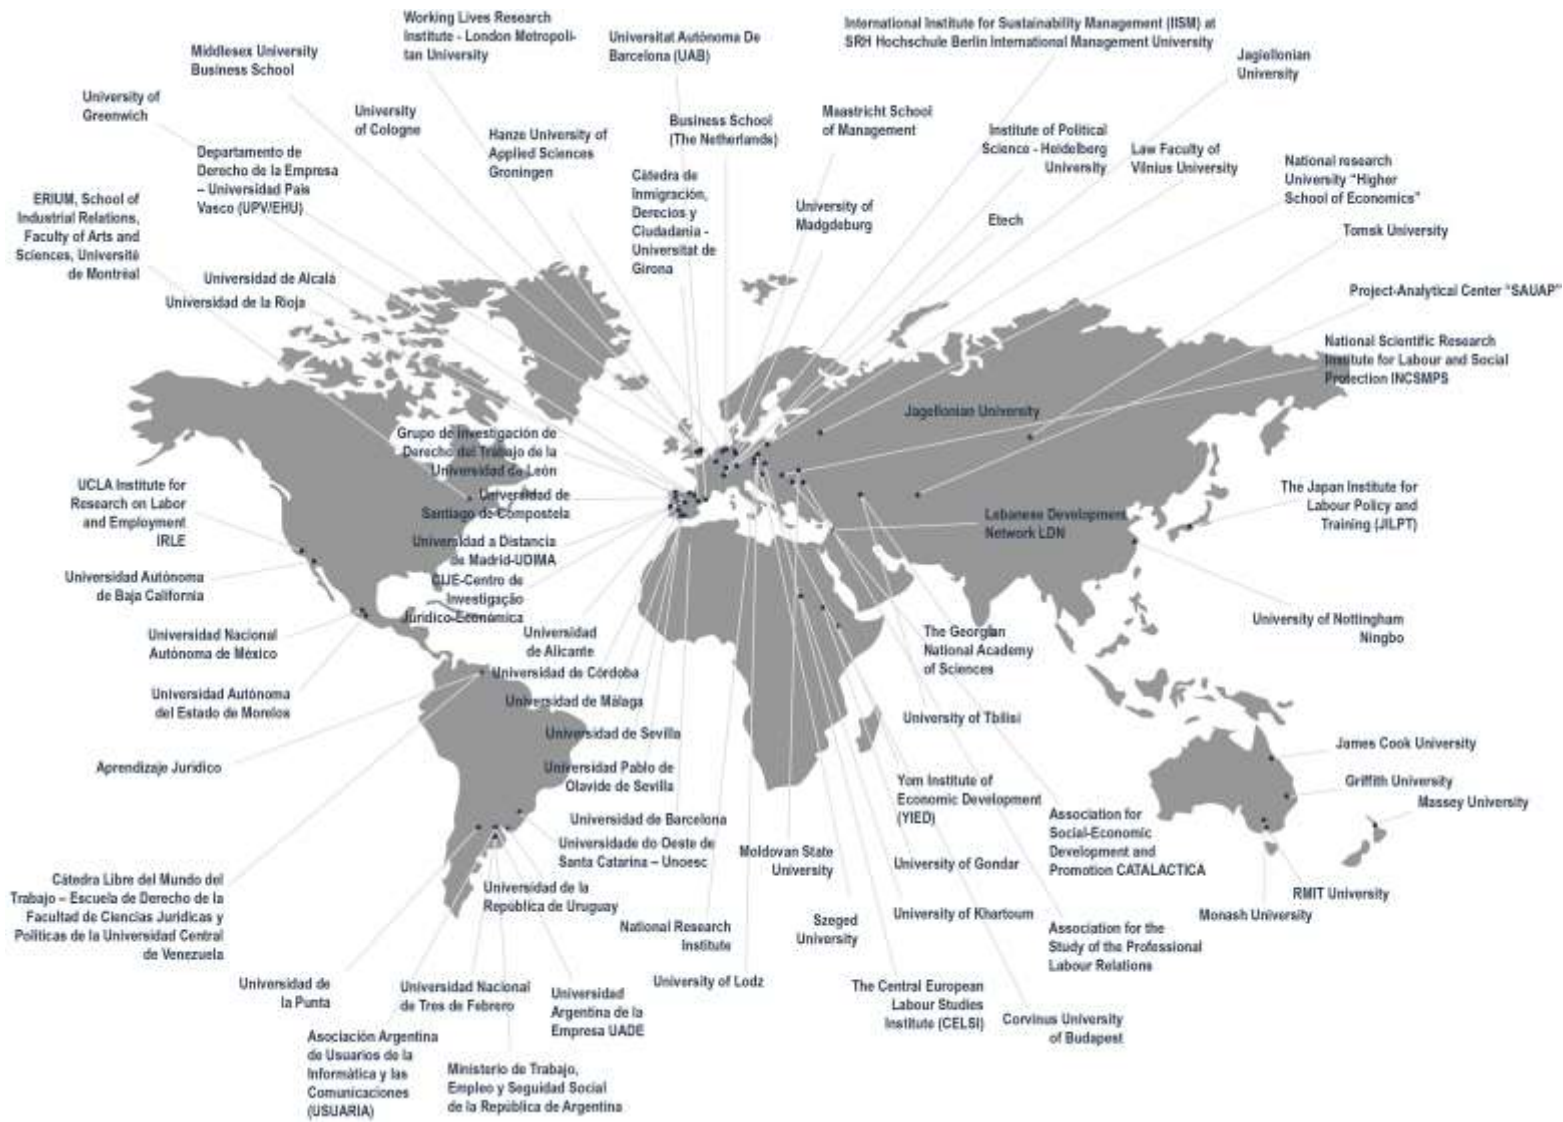 Working Lives Research
Institute - London Metropoli-
tan University
Universitat Autònoma De
Barcelona (UAB)
International Institute for Sustainability Management (IISM) at
SRH Hochschule Berlin International Management University
Middlesex University
Business School
Jagiellonian
University
University of
Greenwich
University
of Cologne
Hanze University of
Applied Sciences
Groningen
Business School
(The Netherlands)
Maastricht School
of Management
Institute of Political
Science - Heidelberg
University
Law Faculty of
Vilnius University
National research
University “Higher
School of Economics”
Departamento de
Derecho de la Empresa
– Universidad Pais
Vasco (UPV/EHU)
Cátedra de
Inmigración,
Derecios y
Ciudadania -
Universitat de
Girona
University of
Madgdeburg
Etech
Tomsk University
ERIUM, School of
Industrial Relations,
Faculty of Arts and
Sciences, Université
de Montréal
Universidad de Alcalá
Universidad de la Rioja
Project-Analytical Center “SAUAP”
National Scientific Research
Institute for Labour and Social
Protection INCSMPS
Jagellonian University
Grupo de Investigación de
Derecho del Trabajo de la
Universidad de León
Universidad de
Santiago de Compostela
Universidad a Distancia
de Madrid-UDIMA
CIJE-Centro de
Investigação
Jurídico-Económica
UCLA Institute for
Research on Labor
and Employment
IRLE
Universidad Autónoma
de Baja California
Universidad Nacional
Autónoma de México
Universidad Autónoma
del Estado de Morelos
Aprendizaje Jurídico
Lebanese Development
Network LDN
The Japan Institute for
Labour Policy and
Training (JILPT)
University of Nottingham
Ningbo
Universidad
de Alicante
Universidad de Córdoba
Universidad de Málaga
Universidad de Sevilla
Universidad Pablo de
Olavide de Sevilla
Universidad de Barcelona
Universidade do Oeste de
Santa Catarina – Unoesc
Universidad de la
República de Uruguay
The Georgian
National Academy
of Sciences
University of Tbilisi
Yom Institute of
Economic Development
(YIED)
Association for
Social-Economic
Development and
Promotion CATALACTICA
James Cook University
Griffith University
Massey University
RMIT University
Monash University
Moldovan State
University
University of Gondar
University of Khartoum
Association for the
Study of the Professional
Labour Relations
Cátedra Libre del Mundo del
Trabajo – Escuela de Derecho de la
Facultad de Ciencias Jurídicas y
Políticas de la Universidad Central
de Venezuela
National Research
Institute
Szeged
University
University of Lodz
The Central European
Labour Studies
Institute (CELSI)
Corvinus University
of Budapest
Universidad de
la Punta
Universidad Nacional
de Tres de Febrero
Universidad
Argentina de la
Empresa UADE
Asociación Argentina
de Usuarios de la
Informática y las
Comunicaciones
(USUARIA)
Ministerio de Trabajo,
Empleo y Seguidad Social
de la República de Argentina